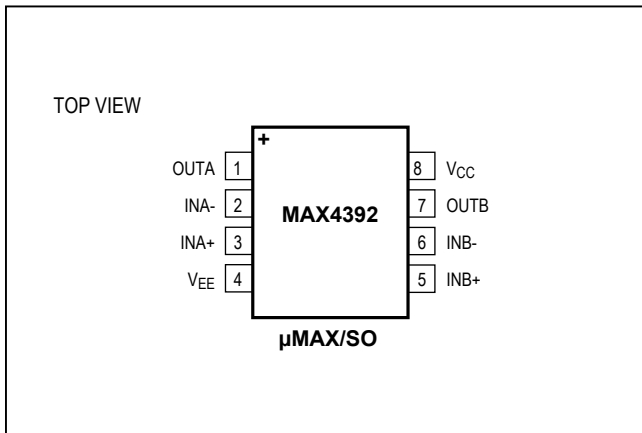 TOP VIEW
+
OUTA 1 8 VCC
INA- 2 MAX4392 7 OUTB
INA+ 3 6 INB-
VEE 4 5 INB+
µMAX/SO